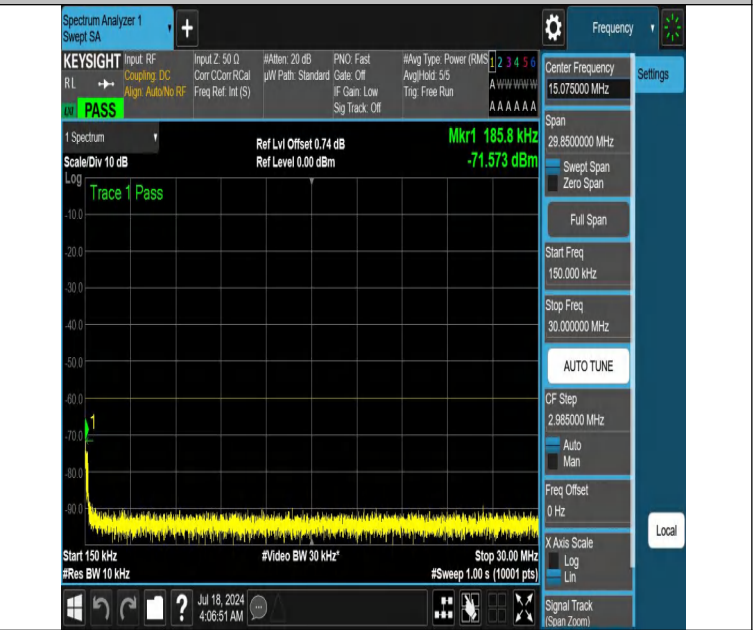 Spectrum Analyzer 1
Swept SA
+
Frequency
KEYSIGHT
RL
PASS
Input: RF
Coupling: DC
Align: Auto/No RF
Input Z: 50 Ω
Corr CCorr RCal
Freq Ref: Int (S)
#Atten: 20 dB
µW Path: Standard
PNO: Fast
Gate: Off
IF Gain: Low
Sig Track: Off
#Avg Type: Power (RMS
Avg|Hold: 5/5
Trig: Free Run
1 2 3 4 5 6
A W W W W W
A A A A A A
1 Spectrum
Scale/Div 10 dB
Ref Lvl Offset 0.74 dB
Ref Level 0.00 dBm
Mkr1 185.8 kHz
-71.573 dBm
Log
Trace 1 Pass
-10.0
-20.0
-30.0
-40.0
-50.0
-60.0
1
-70.0
-80.0
-90.0
Start 150 kHz
#Res BW 10 kHz
#Video BW 30 kHz*
Stop 30.00 MHz
#Sweep 1.00 s (10001 pts)
?
Jul 18, 2024
4:06:51 AM
Center Frequency
15.075000 MHz
Settings
Span
29.8500000 MHz
Swept Span
Zero Span
Full Span
Start Freq
150.000 kHz
Stop Freq
30.000000 MHz
AUTO TUNE
CF Step
2.985000 MHz
Auto
Man
Freq Offset
0 Hz
X Axis Scale
Log
Lin
Local
Signal Track
(Span Zoom)